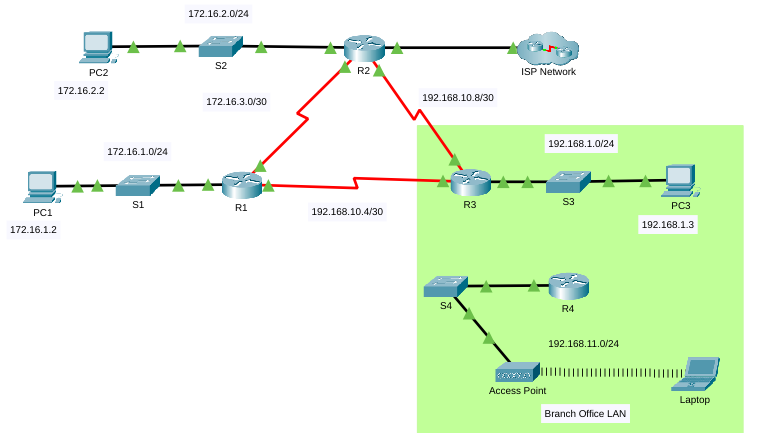 172.16.2.0/24
PC2
S2
R2
ISP Network
172.16.2.2
172.16.3.0/30
192.168.10.8/30
172.16.1.0/24
192.168.1.0/24
PC1
S1
R1
R3
S3
PC3
172.16.1.2
192.168.10.4/30
192.168.1.3
S4
R4
192.168.11.0/24
Access Point
Laptop
Branch Office LAN